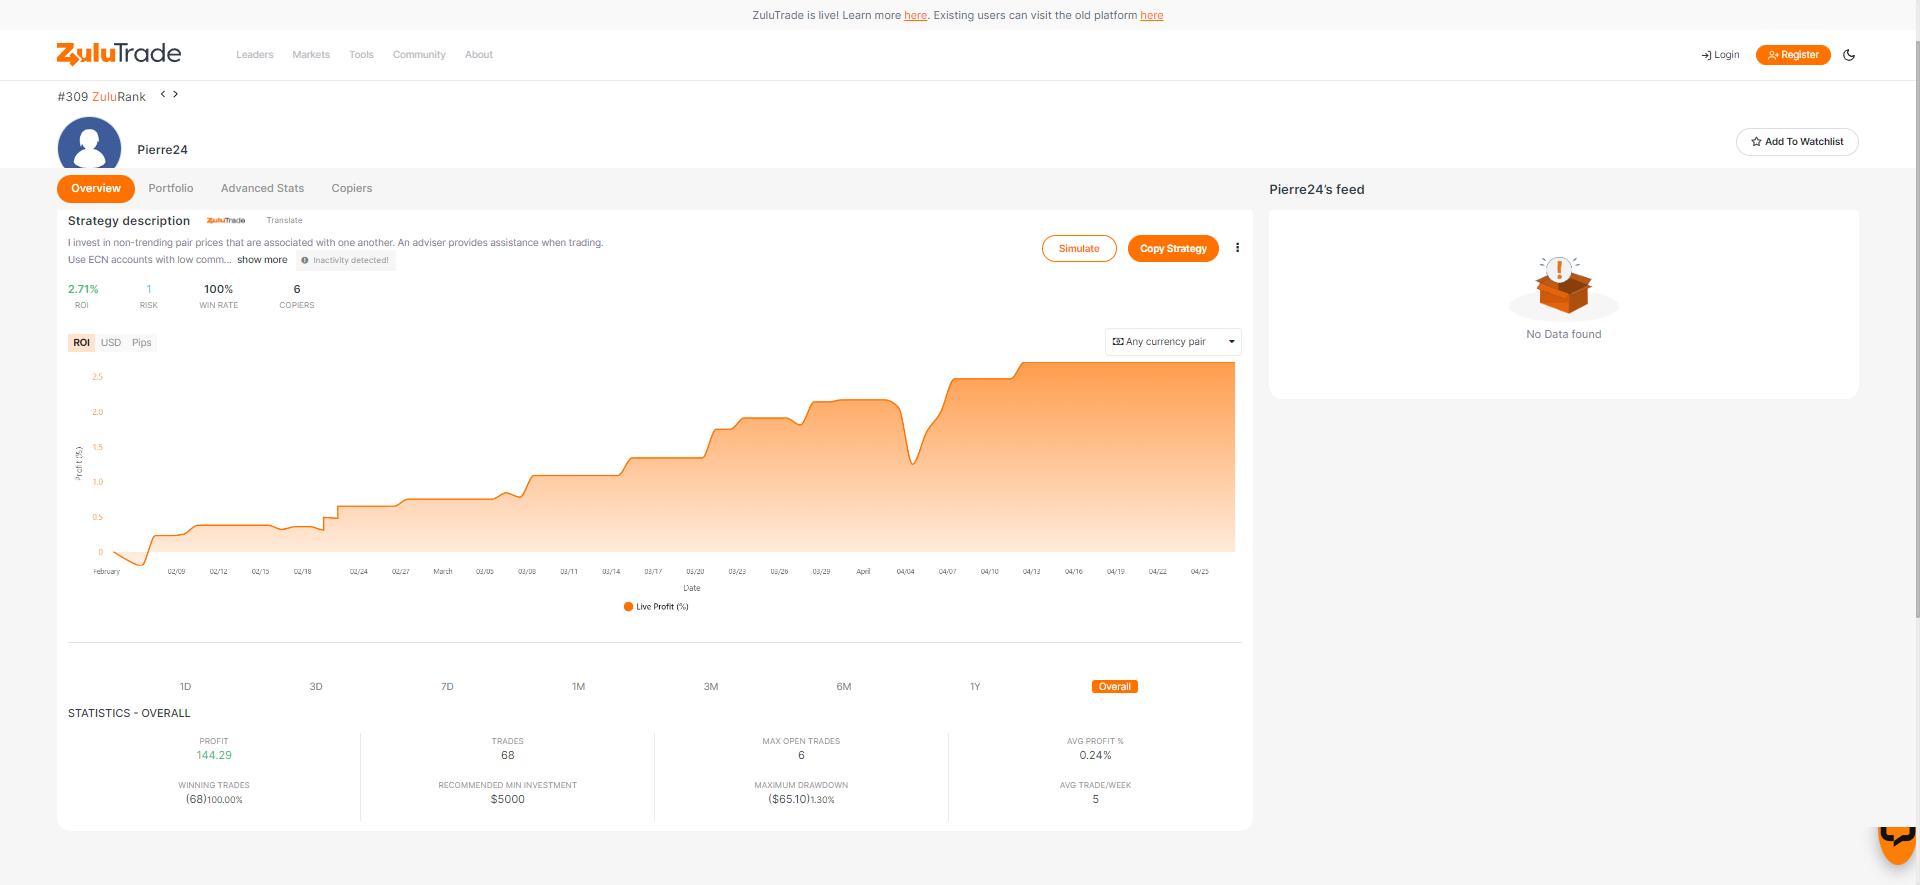 ZuluTrade is live! Learn more here. Existing users can visit the old platform here
ZuluTrade
Leaders Markets Tools Community About
Login
Register
#309 ZuluRank
Pierre24
Add To Watchlist
Overview Portfolio Advanced Stats Copiers
Pierre24's feed
Strategy description ZuluTrade Translate
I invest in non-trending pair prices that are associated with one another. An adviser provides assistance when trading.
Use ECN accounts with low comm... show more Inactivity detected!
Simulate
Copy Strategy
2.71% 1 100% 6
ROI RISK WIN RATE COPIERS
No Data found
ROI USD Pips
Any currency pair
2.5
2.0
1.5
1.0
0.5
0
Profit (%)
February 02/09 02/12 02/15 02/18 02/24 02/27 March 03/05 03/08 03/11 03/14 03/17 03/20 03/23 03/26 03/29 April 04/04 04/07 04/10 04/13 04/16 04/19 04/22 04/25
Date
Live Profit (%)
1D 3D 7D 1M 3M 6M 1Y Overall
STATISTICS - OVERALL
PROFIT TRADES MAX OPEN TRADES AVG PROFIT %
144.29 68 6 0.24%
WINNING TRADES RECOMMENDED MIN INVESTMENT MAXIMUM DRAWDOWN AVG TRADE/WEEK
(68)100.00% $5000 ($65.10)1.30% 5